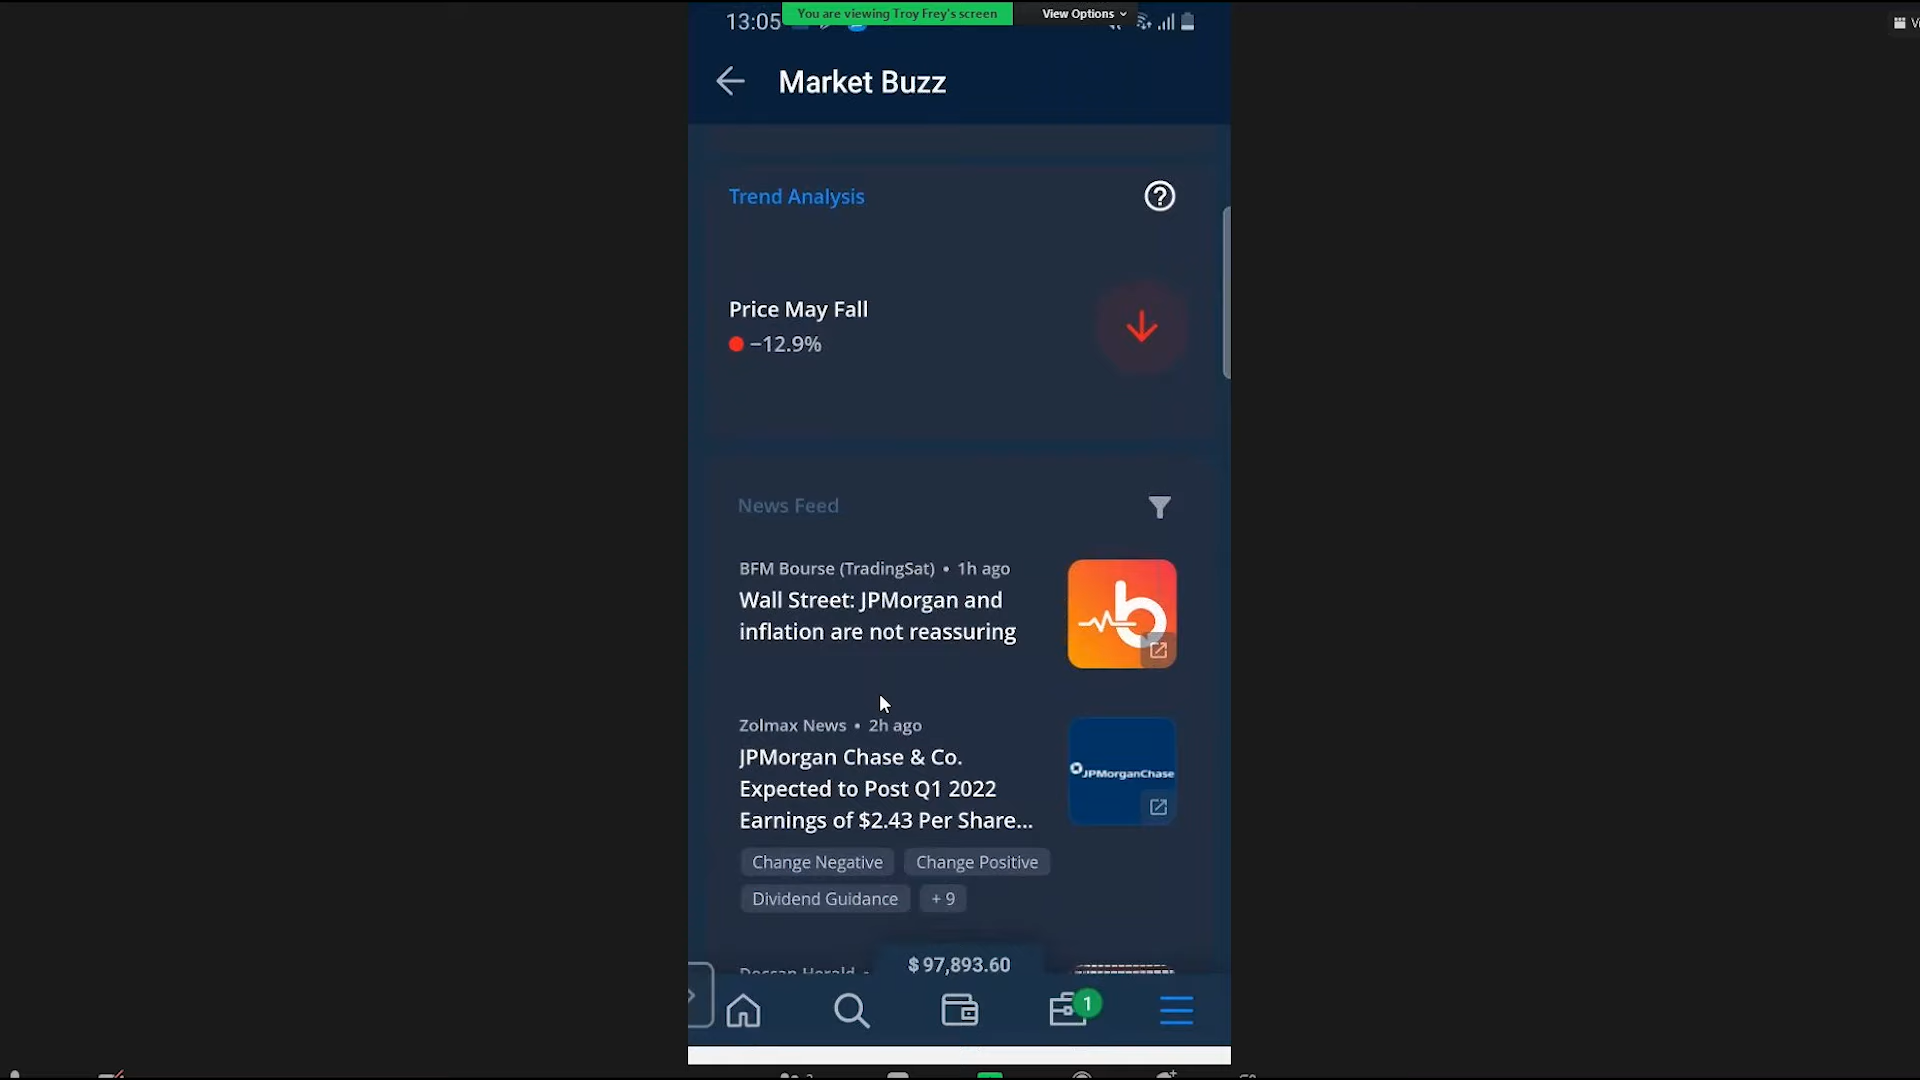 You are viewing Troy Frey's screen
View Options
13:05
Market Buzz
Trend Analysis
Price May Fall
−12.9%
News Feed
BFM Bourse (TradingSat) • 1h ago
Wall Street: JPMorgan and
inflation are not reassuring
Zolmax News • 2h ago
JPMorgan Chase & Co.
Expected to Post Q1 2022
Earnings of $2.43 Per Share...
JPMorganChase
Change Negative
Change Positive
Dividend Guidance
+ 9
Deccan Herald
$ 97,893.60
1